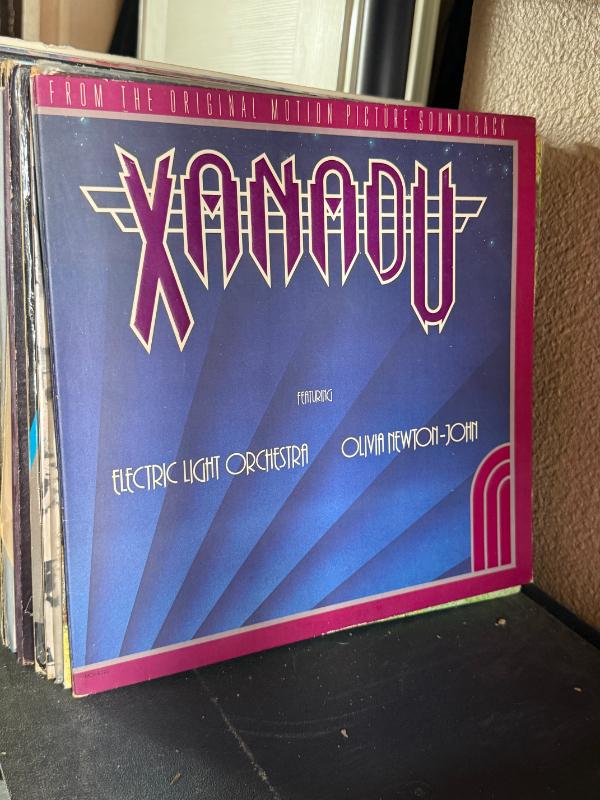 FROM THE ORIGINAL MOTION PICTURE SOUNDTRACK
XANADU
FEATURING
ELECTRIC LIGHT ORCHESTRA
OLIVIA NEWTON-JOHN